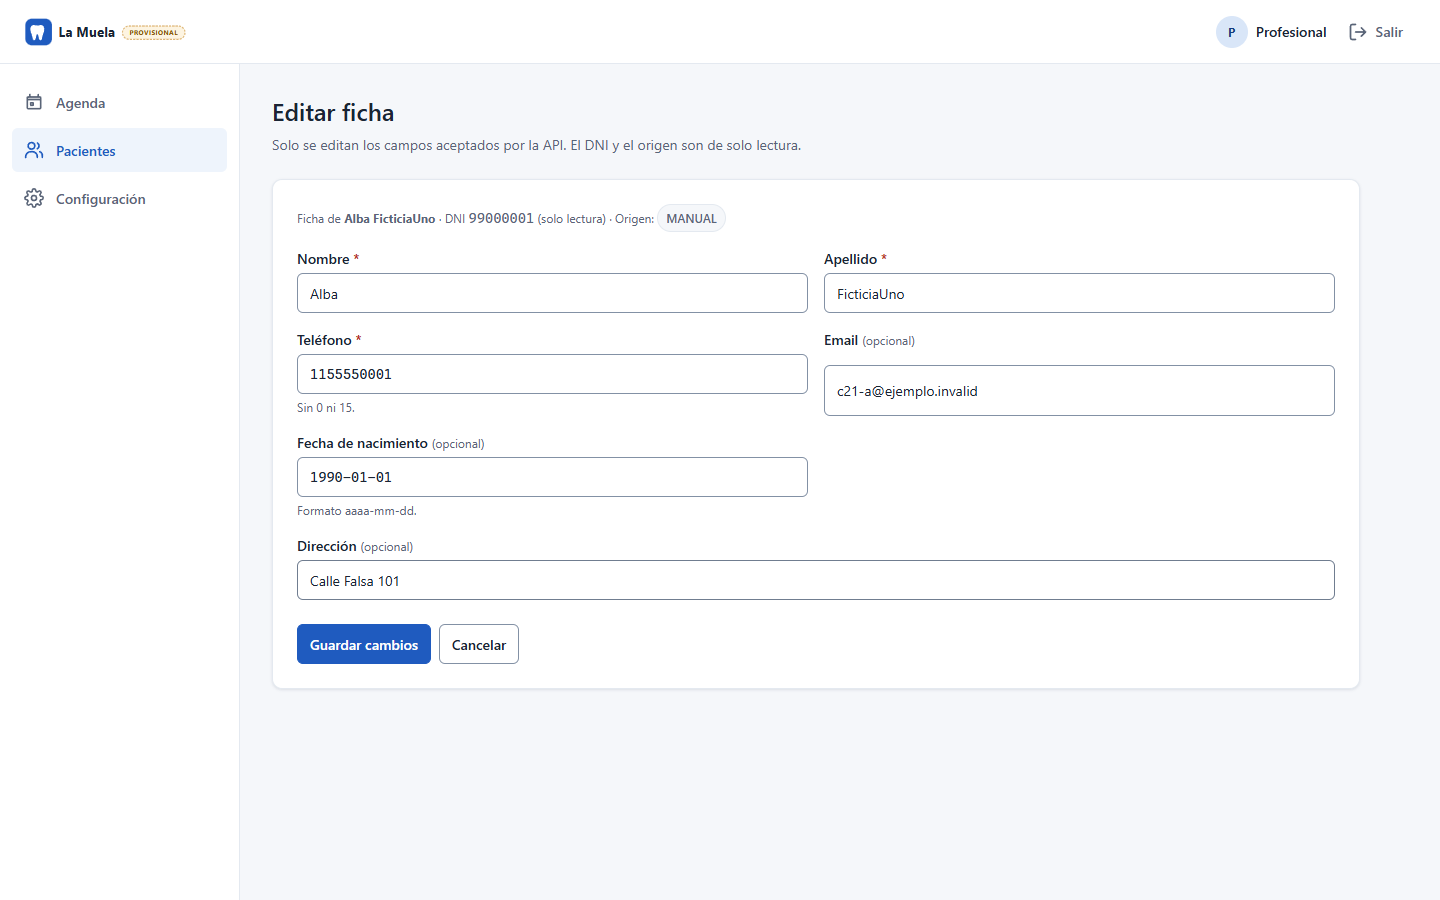 La Muela PROVISIONAL
P Profesional Salir
Agenda
Pacientes
Configuración
Editar ficha
Solo se editan los campos aceptados por la API. El DNI y el origen son de solo lectura.
Ficha de Alba FicticiaUno · DNI 99000001 (solo lectura) · Origen: MANUAL
Nombre *
Alba
Apellido *
FicticiaUno
Teléfono *
1155550001
Sin 0 ni 15.
Email (opcional)
c21-a@ejemplo.invalid
Fecha de nacimiento (opcional)
1990-01-01
Formato aaaa-mm-dd.
Dirección (opcional)
Calle Falsa 101
Guardar cambios Cancelar